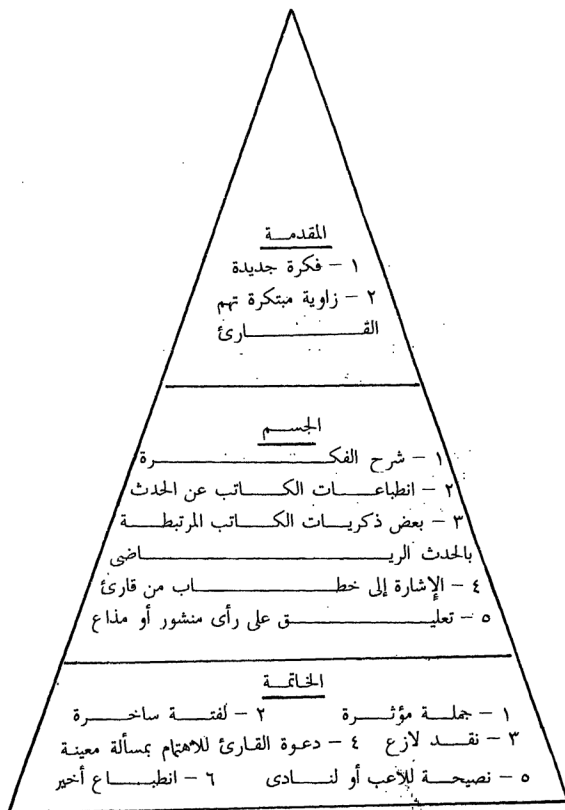 المقدمة
١ - فكرة جديدة
٢ - زاوية مبتكرة تهم
القارئ
الجسم
١ - شرح الفكرة
٢ - انطباعات الكاتب عن الحدث
٣ - بعض ذكريات الكاتب المرتبطة
بالحدث الرياضى
٤ - الإشارة إلى خطاب من قارئ
٥ - تعليق على رأى منشور أو مذاع
الخاتمة
١ - جملة مؤثرة ٢ - لفتة ساخرة
٣ - نقد لازع ٤ - دعوة القارئ للاهتمام بمسألة معينة
٥ - نصيحة للاعب أو لنادى ٦ - انطباع أخير